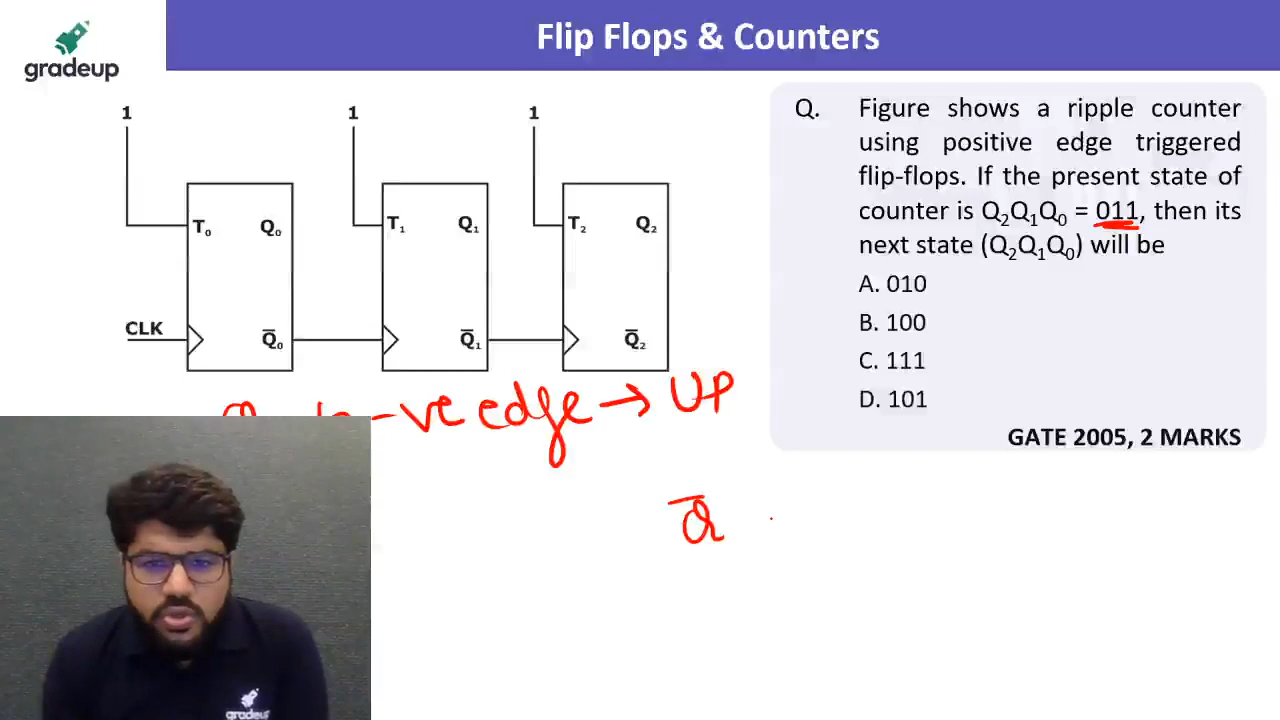 gradeup
Flip Flops & Counters
1 1 1
T₀ Q₀ T₁ Q₁ T₂ Q₂
CLK Q̅₀ Q̅₁ Q̅₂
-ve edge → UP
Q̅
Q. Figure shows a ripple counter
using positive edge triggered
flip-flops. If the present state of
counter is Q₂Q₁Q₀ = 011, then its
next state (Q₂Q₁Q₀) will be
A. 010
B. 100
C. 111
D. 101
GATE 2005, 2 MARKS
gradeup